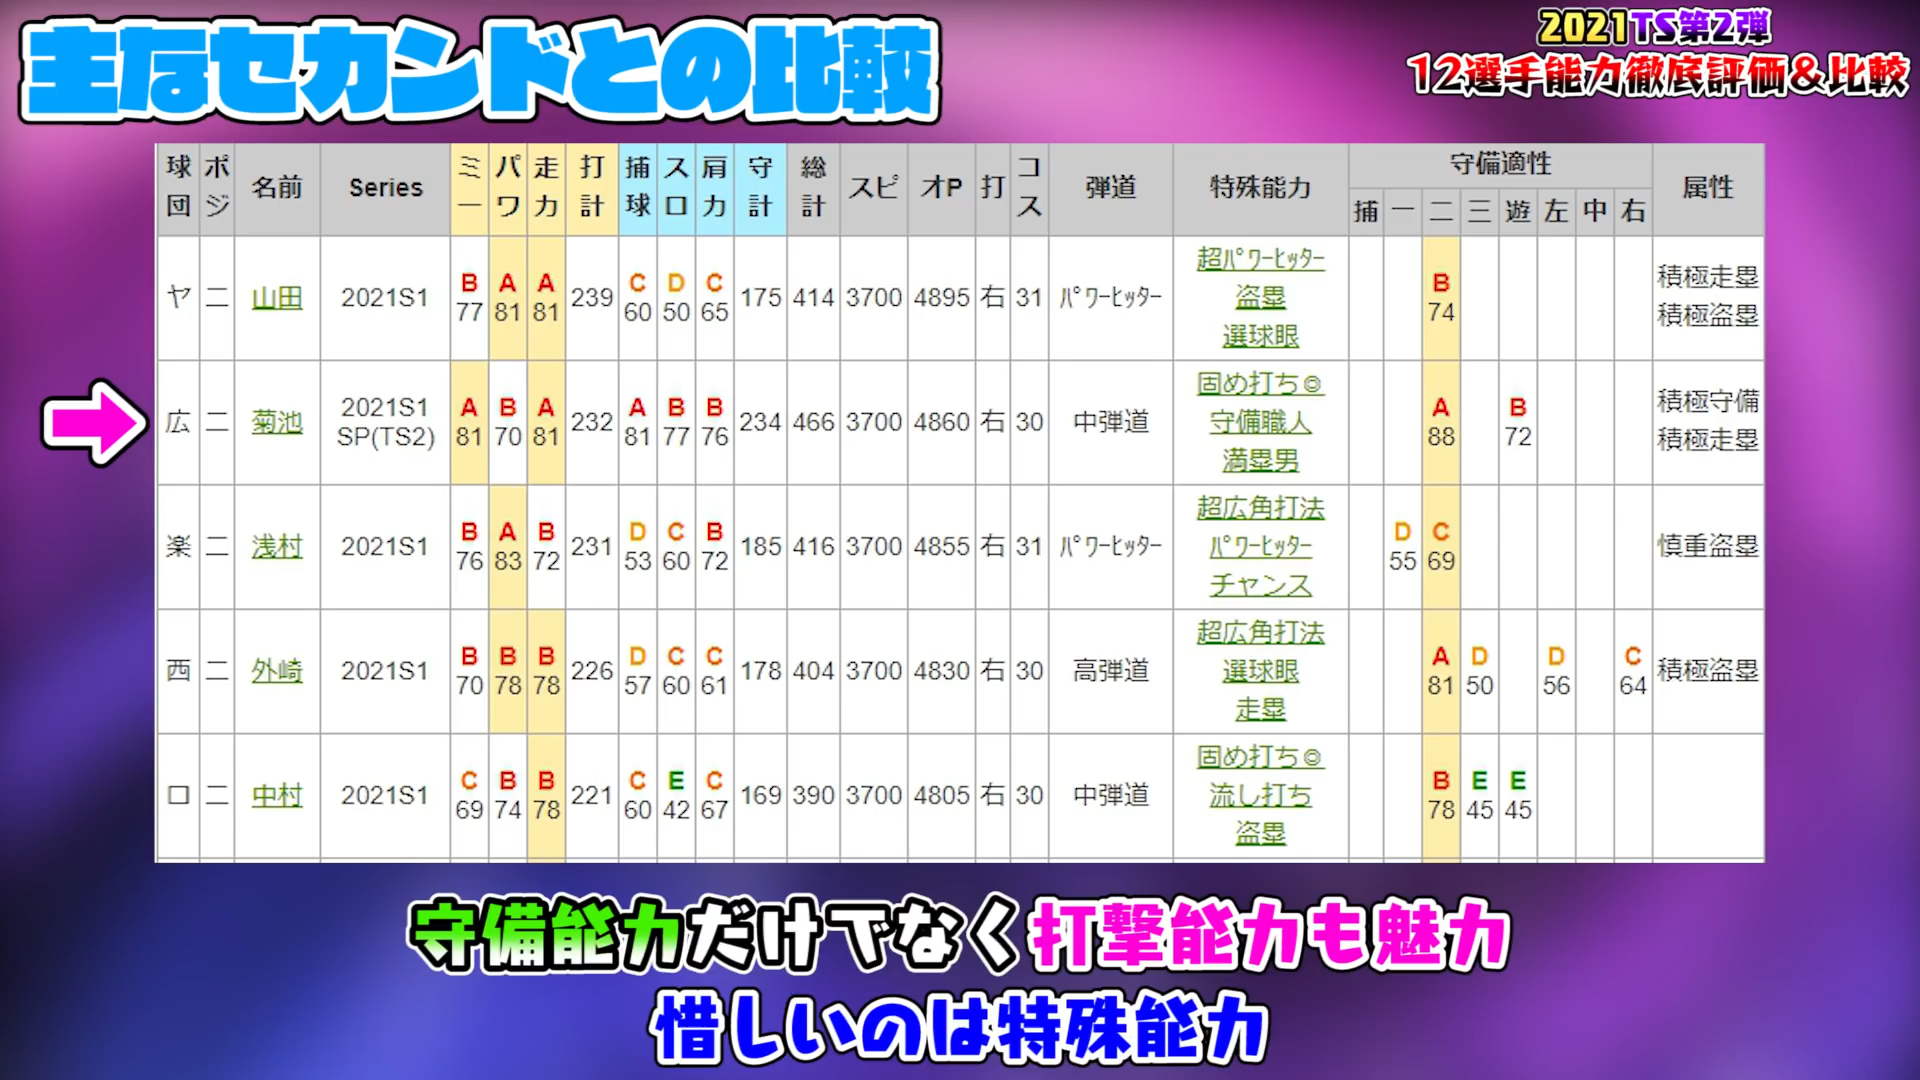 主なセカンドとの比較
2021TS第2弾
12選手能力徹底評価&比較
球団 ポジ 名前 Series ミー パワ 走力 打計 捕球 スロ 肩力 守計 総計 スピ オP 打 コス 弾道 特殊能力 守備適性 属性
捕 一 二 三 遊 左 中 右
ヤ 二 山田 2021S1 B 77 A 81 A 81 239 C 60 D 50 C 65 175 414 3700 4895 右 31 パワーヒッター 超パワーヒッター 盗塁 選球眼 B 74 積極走塁 積極盗塁
広 二 菊池 2021S1 SP(TS2) A 81 B 70 A 81 232 A 81 B 77 B 76 234 466 3700 4860 右 30 中弾道 固め打ち◎ 守備職人 満塁男 A 88 B 72 積極守備 積極走塁
楽 二 浅村 2021S1 B 76 A 83 B 72 231 D 53 C 60 B 72 185 416 3700 4855 右 31 パワーヒッター 超広角打法 パワーヒッター チャンス D 55 C 69 慎重盗塁
西 二 外崎 2021S1 B 70 B 78 B 78 226 D 57 C 60 C 61 178 404 3700 4830 右 30 高弾道 超広角打法 選球眼 走塁 A 81 D 50 D 56 C 64 積極盗塁
ロ 二 中村 2021S1 C 69 B 74 B 78 221 C 60 E 42 C 67 169 390 3700 4805 右 30 中弾道 固め打ち◎ 流し打ち 盗塁 B 78 E 45 E 45
守備能力だけでなく打撃能力も魅力
惜しいのは特殊能力